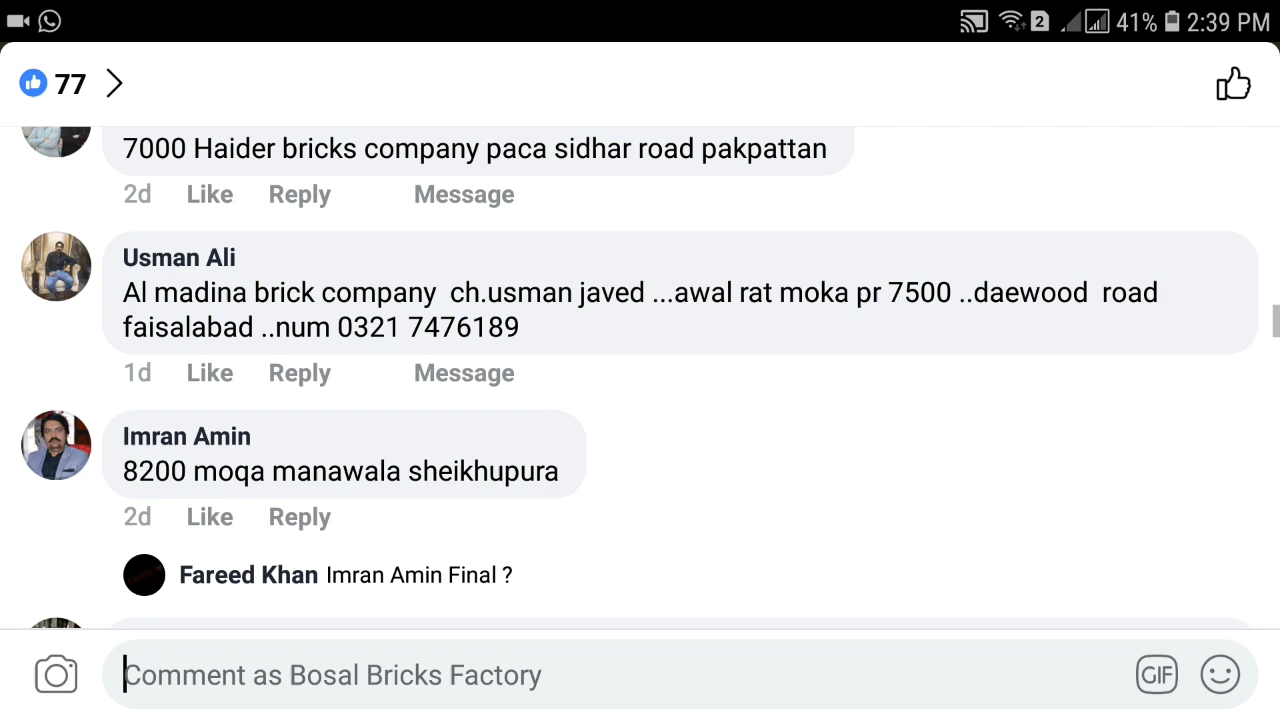 2 41% 2:39 PM
77
7000 Haider bricks company paca sidhar road pakpattan
2d Like Reply Message
Usman Ali
Al madina brick company ch.usman javed ...awal rat moka pr 7500 ..daewood road
faisalabad ..num 0321 7476189
1d Like Reply Message
Imran Amin
8200 moqa manawala sheikhupura
2d Like Reply
Fareed Khan Imran Amin Final ?
Comment as Bosal Bricks Factory
GIF